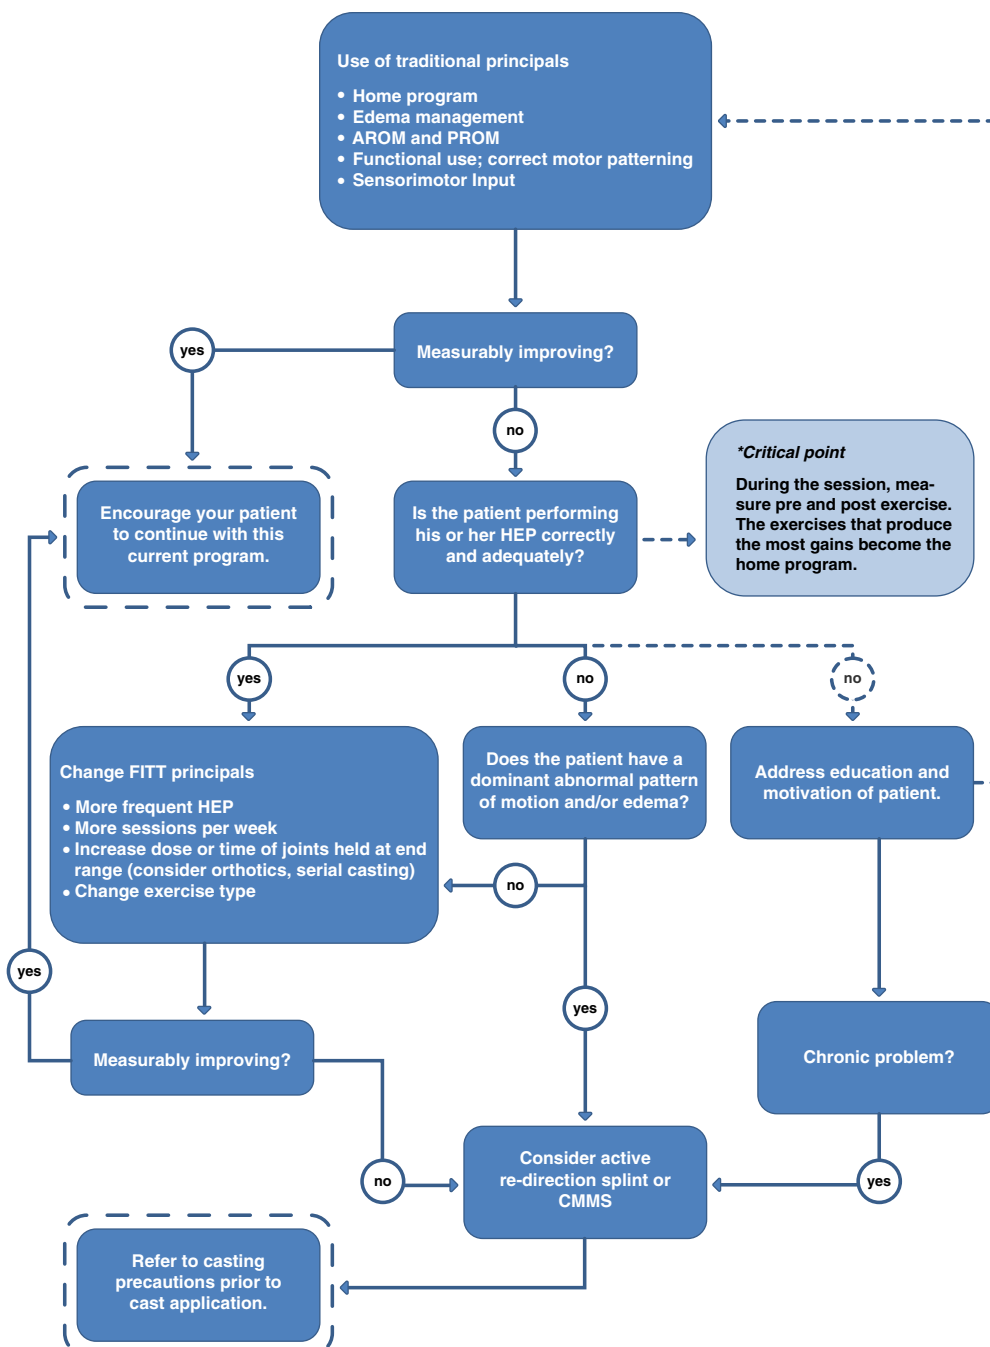 Use of traditional principals
• Home program
• Edema management
• AROM and PROM
• Functional use; correct motor patterning
• Sensorimotor Input
yes
Measurably improving?
no
*Critical point
During the session, mea-
sure pre and post exercise.
The exercises that produce
the most gains become the
home program.
Encourage your patient
to continue with this
current program.
Is the patient performing
his or her HEP correctly
and adequately?
yes
no
no
Change FITT principals
• More frequent HEP
• More sessions per week
• Increase dose or time of joints held at end
range (consider orthotics, serial casting)
• Change exercise type
Does the patient have a
dominant abnormal pattern
of motion and/or edema?
Address education and
motivation of patient.
no
yes
yes
Measurably improving?
Chronic problem?
no
Consider active
re-direction splint or
CMMS
yes
Refer to casting
precautions prior to
cast application.